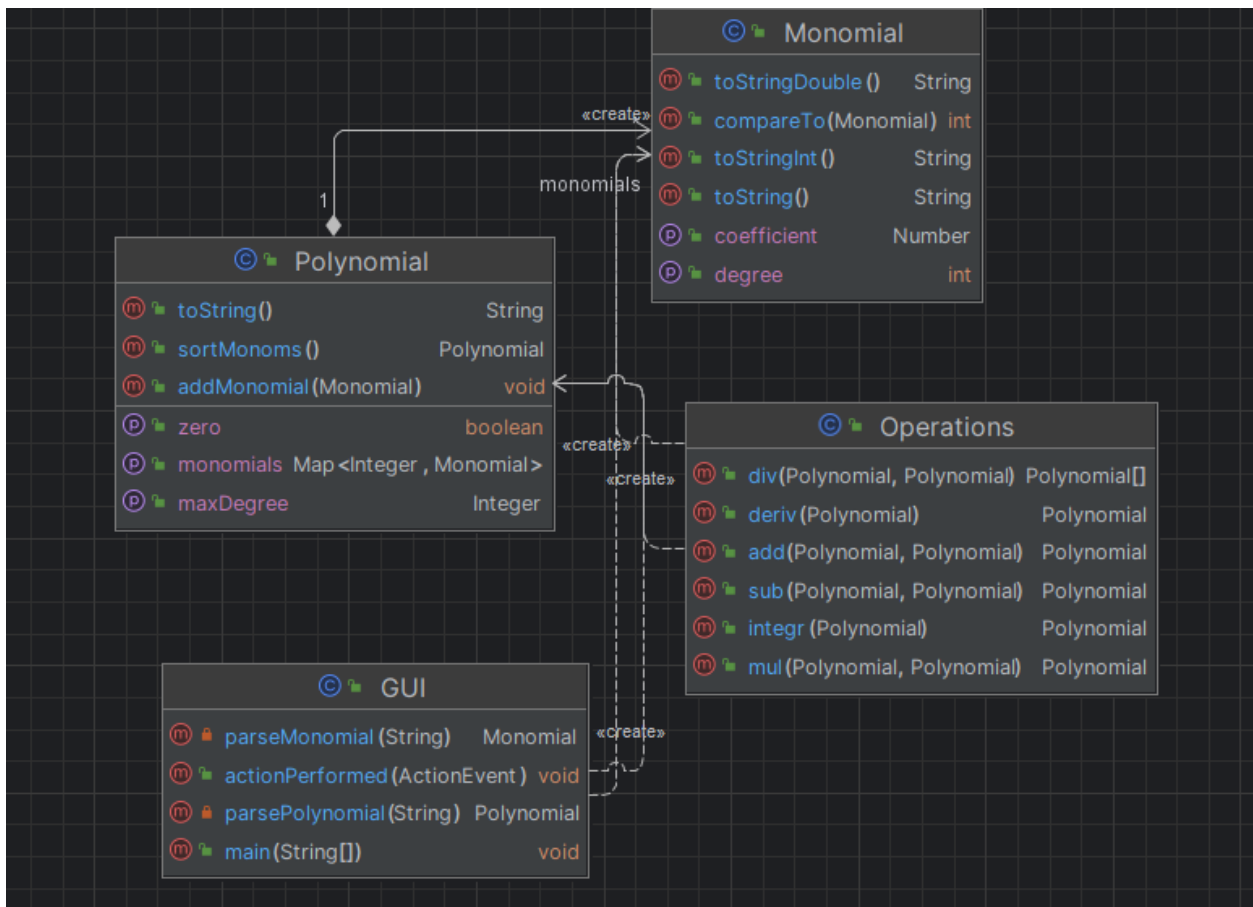 Monomial
toStringDouble() String
compareTo(Monomial) int
toStringInt() String
toString() String
coefficient Number
degree int
«create»
monomials
1
Polynomial
toString() String
sortMonoms() Polynomial
addMonomial(Monomial) void
zero boolean
monomials Map<Integer, Monomial>
maxDegree Integer
«create»
«create»
Operations
div(Polynomial, Polynomial) Polynomial[]
deriv(Polynomial) Polynomial
add(Polynomial, Polynomial) Polynomial
sub(Polynomial, Polynomial) Polynomial
integr(Polynomial) Polynomial
mul(Polynomial, Polynomial) Polynomial
GUI
parseMonomial(String) Monomial
actionPerformed(ActionEvent) void
parsePolynomial(String) Polynomial
main(String[]) void
«create»